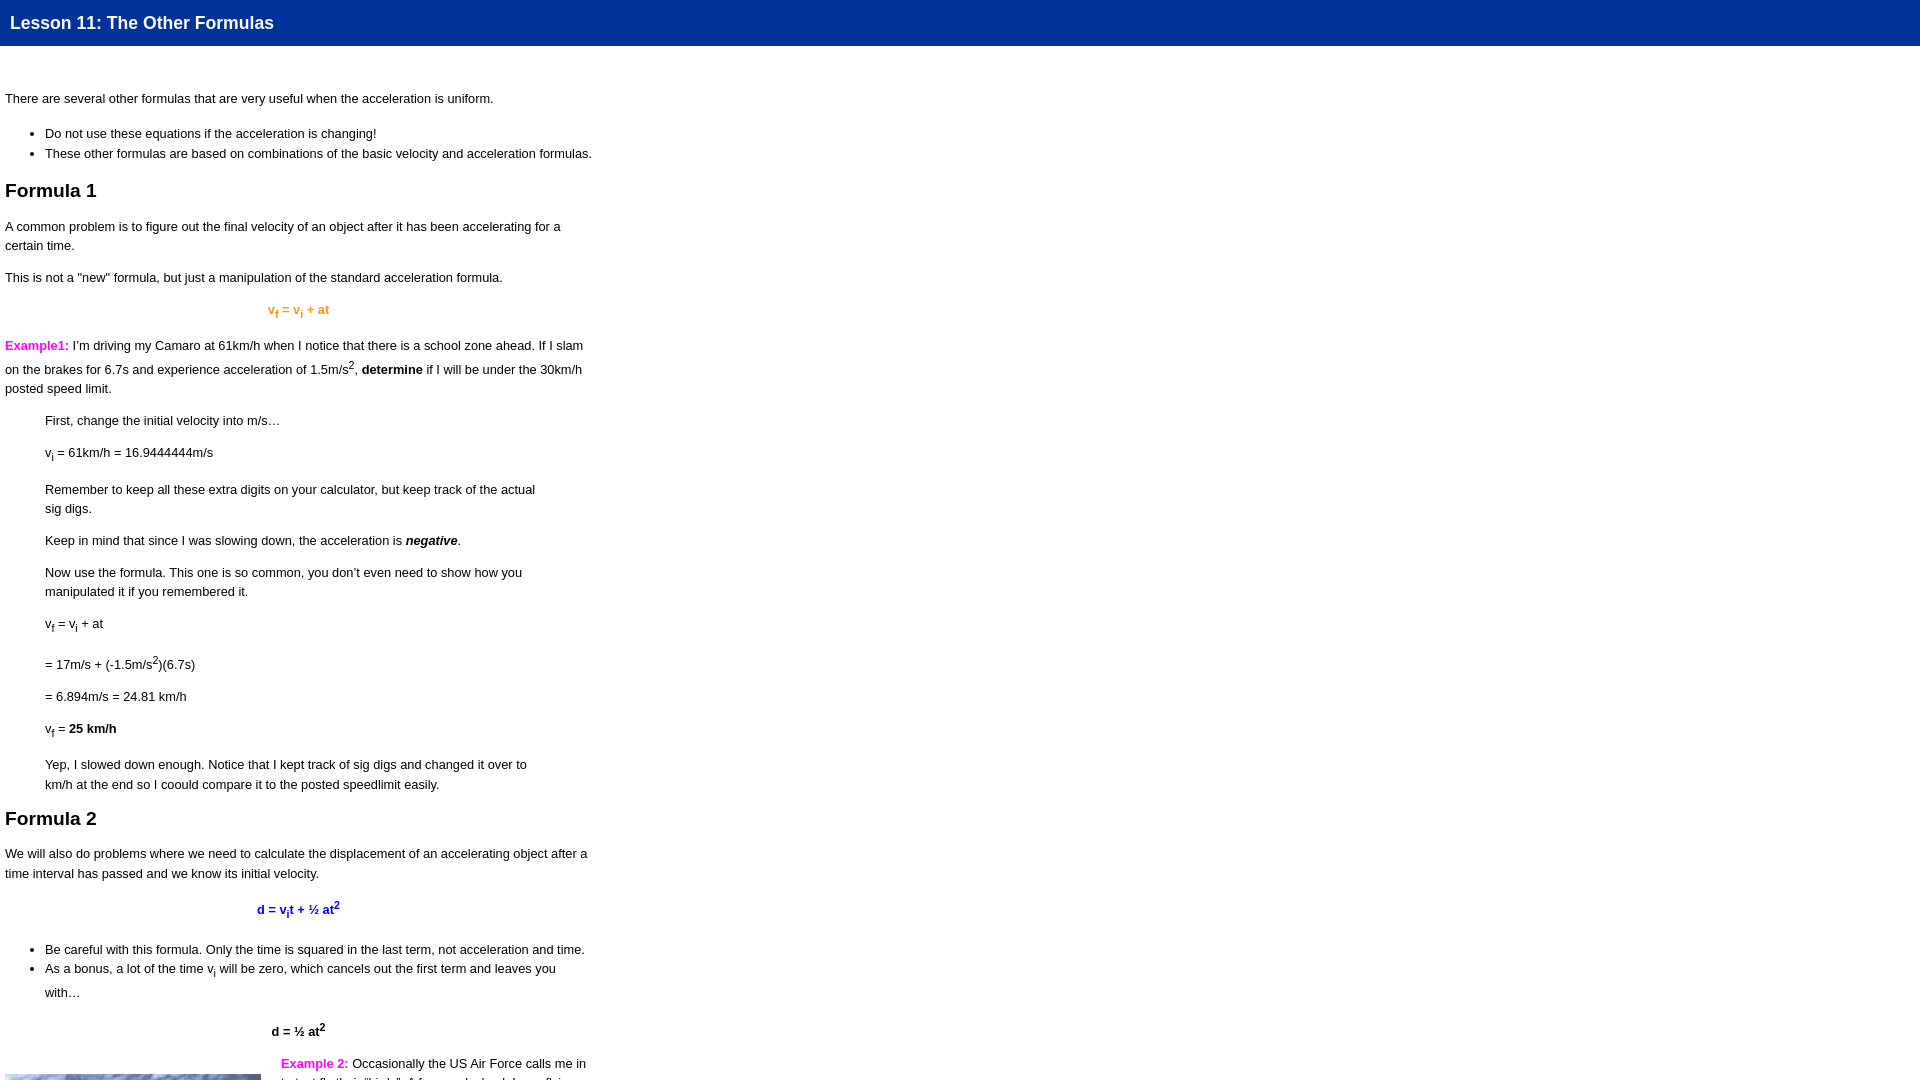 Lesson 11: The Other Formulas
There are several other formulas that are very useful when the acceleration is uniform.
• Do not use these equations if the acceleration is changing!
• These other formulas are based on combinations of the basic velocity and acceleration formulas.
Formula 1
A common problem is to figure out the final velocity of an object after it has been accelerating for a
certain time.
This is not a "new" formula, but just a manipulation of the standard acceleration formula.
vf = vi + at
Example1: I’m driving my Camaro at 61km/h when I notice that there is a school zone ahead. If I slam
on the brakes for 6.7s and experience acceleration of 1.5m/s2, determine if I will be under the 30km/h
posted speed limit.
First, change the initial velocity into m/s…
vi = 61km/h = 16.9444444m/s
Remember to keep all these extra digits on your calculator, but keep track of the actual
sig digs.
Keep in mind that since I was slowing down, the acceleration is negative.
Now use the formula. This one is so common, you don’t even need to show how you
manipulated it if you remembered it.
vf = vi + at
= 17m/s + (-1.5m/s2)(6.7s)
= 6.894m/s = 24.81 km/h
vf = 25 km/h
Yep, I slowed down enough. Notice that I kept track of sig digs and changed it over to
km/h at the end so I coould compare it to the posted speedlimit easily.
Formula 2
We will also do problems where we need to calculate the displacement of an accelerating object after a
time interval has passed and we know its initial velocity.
d = vit + ½ at2
• Be careful with this formula. Only the time is squared in the last term, not acceleration and time.
• As a bonus, a lot of the time vi will be zero, which cancels out the first term and leaves you
with…
d = ½ at2
Example 2: Occasionally the US Air Force calls me in